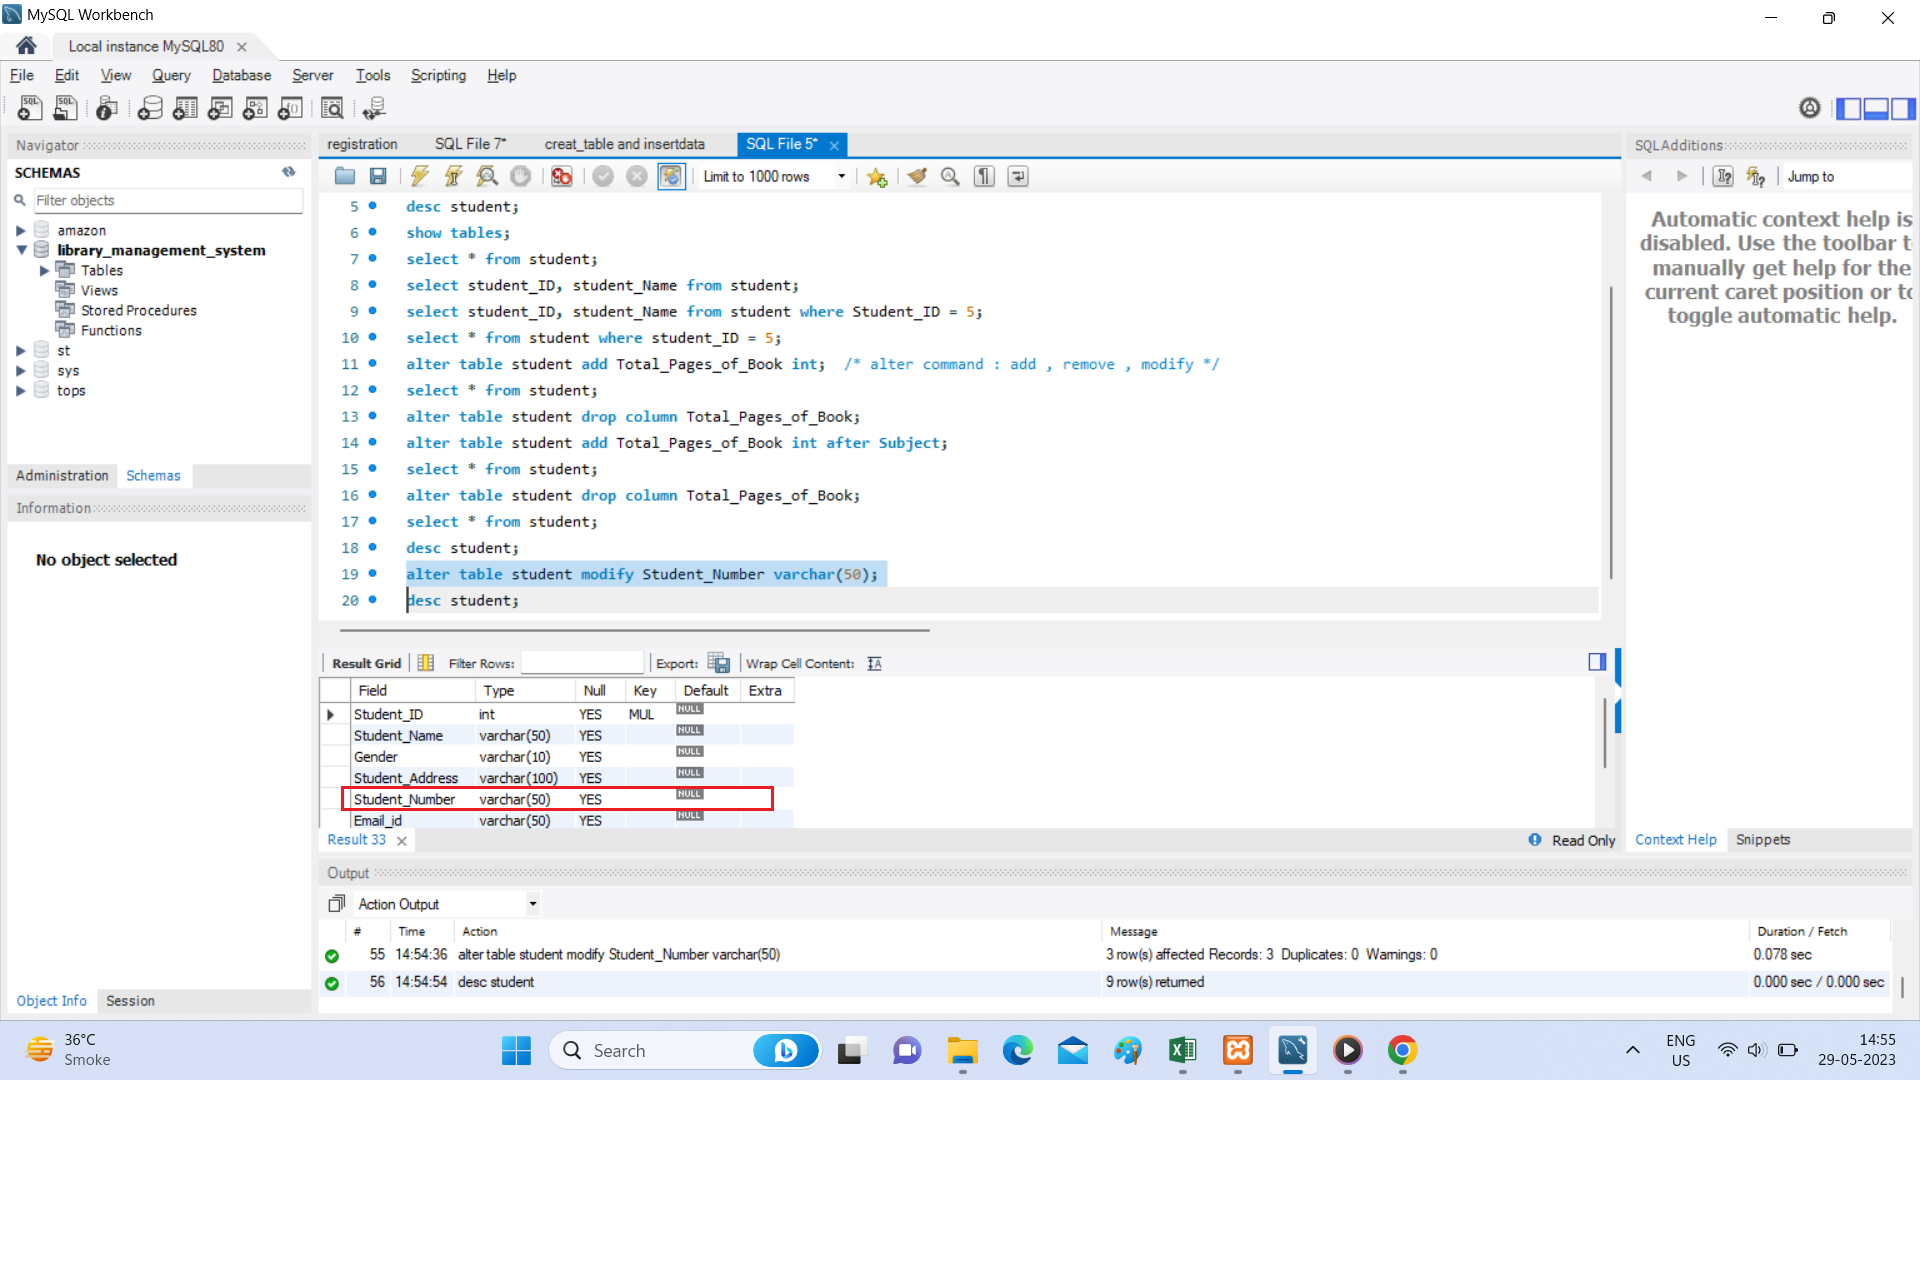 MySQL Workbench
Local instance MySQL80
File Edit View Query Database Server Tools Scripting Help
Navigator
SCHEMAS
Filter objects
amazon
library_management_system
Tables
Views
Stored Procedures
Functions
st
sys
tops
Administration Schemas
Information
No object selected
Object Info Session
registration SQL File 7* creat_table and insertdata SQL File 5*
Limit to 1000 rows
5 desc student;
6 show tables;
7 select * from student;
8 select student_ID, student_Name from student;
9 select student_ID, student_Name from student where Student_ID = 5;
10 select * from student where student_ID = 5;
11 alter table student add Total_Pages_of_Book int; /* alter command : add , remove , modify */
12 select * from student;
13 alter table student drop column Total_Pages_of_Book;
14 alter table student add Total_Pages_of_Book int after Subject;
15 select * from student;
16 alter table student drop column Total_Pages_of_Book;
17 select * from student;
18 desc student;
19 alter table student modify Student_Number varchar(50);
20 desc student;
Result Grid Filter Rows: Export: Wrap Cell Content:
Field Type Null Key Default Extra
Student_ID int YES MUL NULL
Student_Name varchar(50) YES NULL
Gender varchar(10) YES NULL
Student_Address varchar(100) YES NULL
Student_Number varchar(50) YES NULL
Email_id varchar(50) YES NULL
Result 33 Read Only
SQLAdditions
Jump to
Automatic context help is
disabled. Use the toolbar t
manually get help for the
current caret position or to
toggle automatic help.
Context Help Snippets
Output
Action Output
# Time Action Message Duration / Fetch
55 14:54:36 alter table student modify Student_Number varchar(50) 3 row(s) affected Records: 3 Duplicates: 0 Warnings: 0 0.078 sec
56 14:54:54 desc student 9 row(s) returned 0.000 sec / 0.000 sec
36°C
Smoke
Search
ENG
US
14:55
29-05-2023